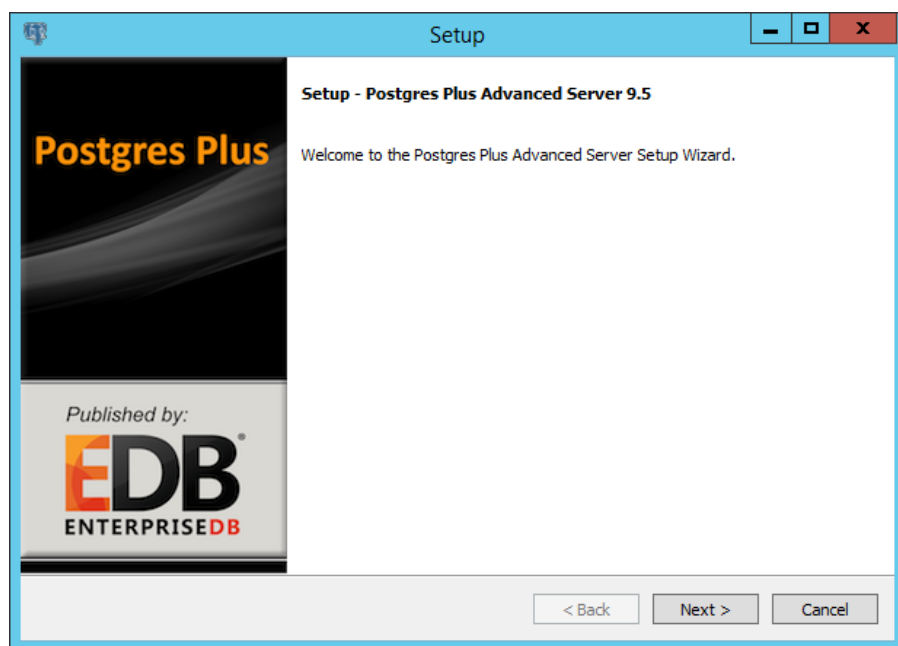 Setup
Setup - Postgres Plus Advanced Server 9.5
Postgres Plus
Welcome to the Postgres Plus Advanced Server Setup Wizard.
Published by:
EDB®
ENTERPRISEDB
< Back Next > Cancel